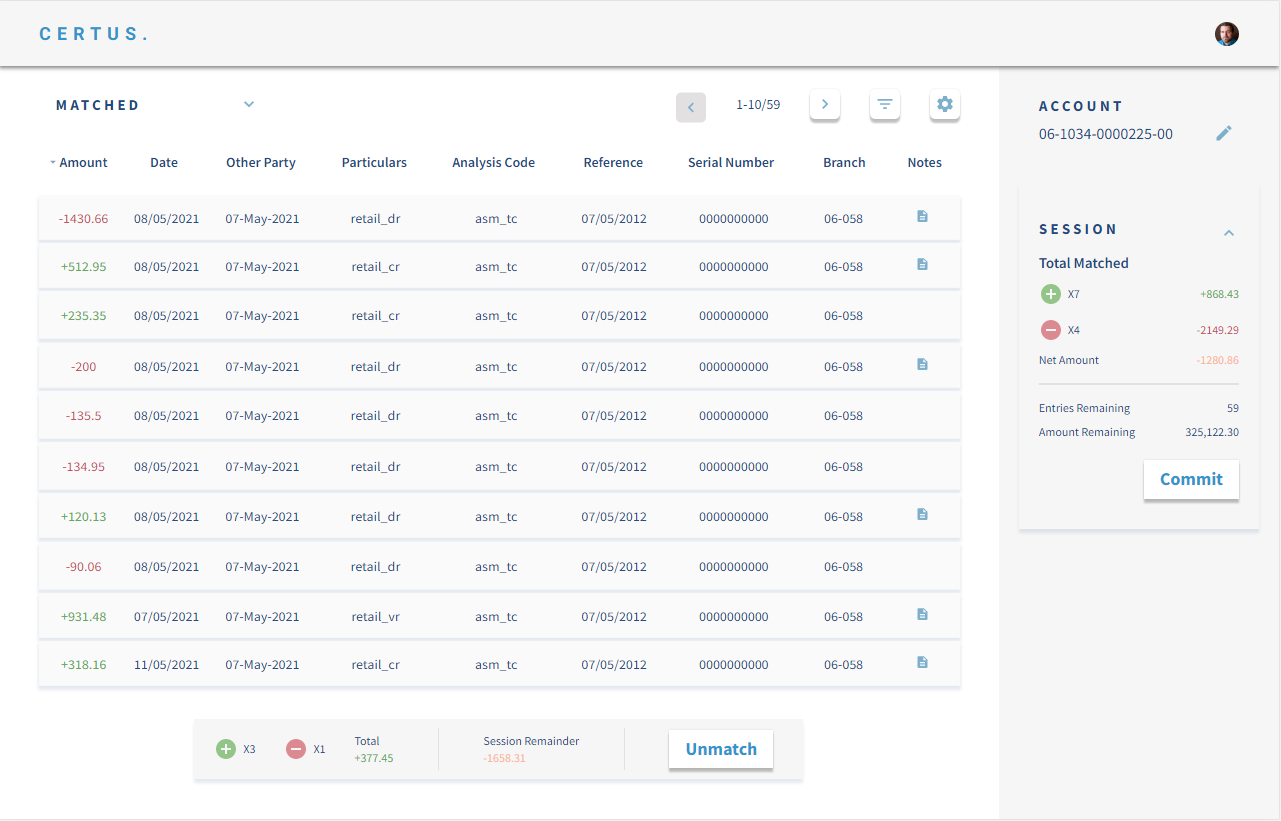 CERTUS.
MATCHED
1-10/59
Amount Date Other Party Particulars Analysis Code Reference Serial Number Branch Notes
-1430.66 08/05/2021 07-May-2021 retail_dr asm_tc 07/05/2012 0000000000 06-058
+512.95 08/05/2021 07-May-2021 retail_cr asm_tc 07/05/2012 0000000000 06-058
+235.35 08/05/2021 07-May-2021 retail_cr asm_tc 07/05/2012 0000000000 06-058
-200 08/05/2021 07-May-2021 retail_dr asm_tc 07/05/2012 0000000000 06-058
-135.5 08/05/2021 07-May-2021 retail_dr asm_tc 07/05/2012 0000000000 06-058
-134.95 08/05/2021 07-May-2021 retail_dr asm_tc 07/05/2012 0000000000 06-058
+120.13 08/05/2021 07-May-2021 retail_dr asm_tc 07/05/2012 0000000000 06-058
-90.06 08/05/2021 07-May-2021 retail_dr asm_tc 07/05/2012 0000000000 06-058
+931.48 07/05/2021 07-May-2021 retail_vr asm_tc 07/05/2012 0000000000 06-058
+318.16 11/05/2021 07-May-2021 retail_cr asm_tc 07/05/2012 0000000000 06-058
X3 X1
Total
+377.45
Session Remainder
-1658.31
Unmatch
ACCOUNT
06-1034-0000225-00
SESSION
Total Matched
X7 +868.43
X4 -2149.29
Net Amount -1280.86
Entries Remaining 59
Amount Remaining 325,122.30
Commit